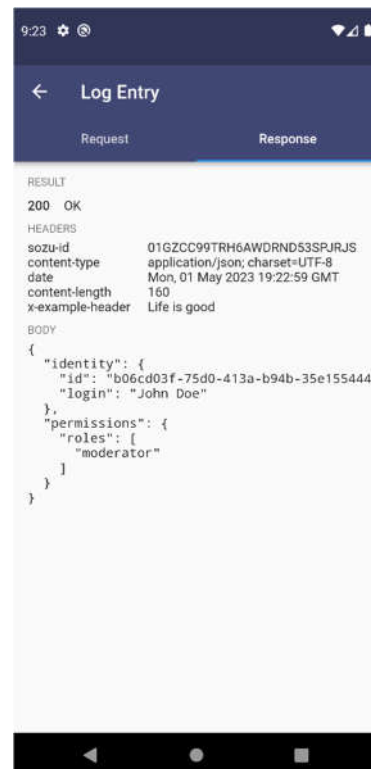 9:23
Log Entry
Request Response
RESULT
200 OK
HEADERS
sozu-id 01GZCC99TRH6AWDRND53SPJRJS
content-type application/json; charset=UTF-8
date Mon, 01 May 2023 19:22:59 GMT
content-length 160
x-example-header Life is good
BODY
{
"identity": {
"id": "b06cd03f-75d0-413a-b94b-35e155444
"login": "John Doe"
},
"permissions": {
"roles": [
"moderator"
]
}
}